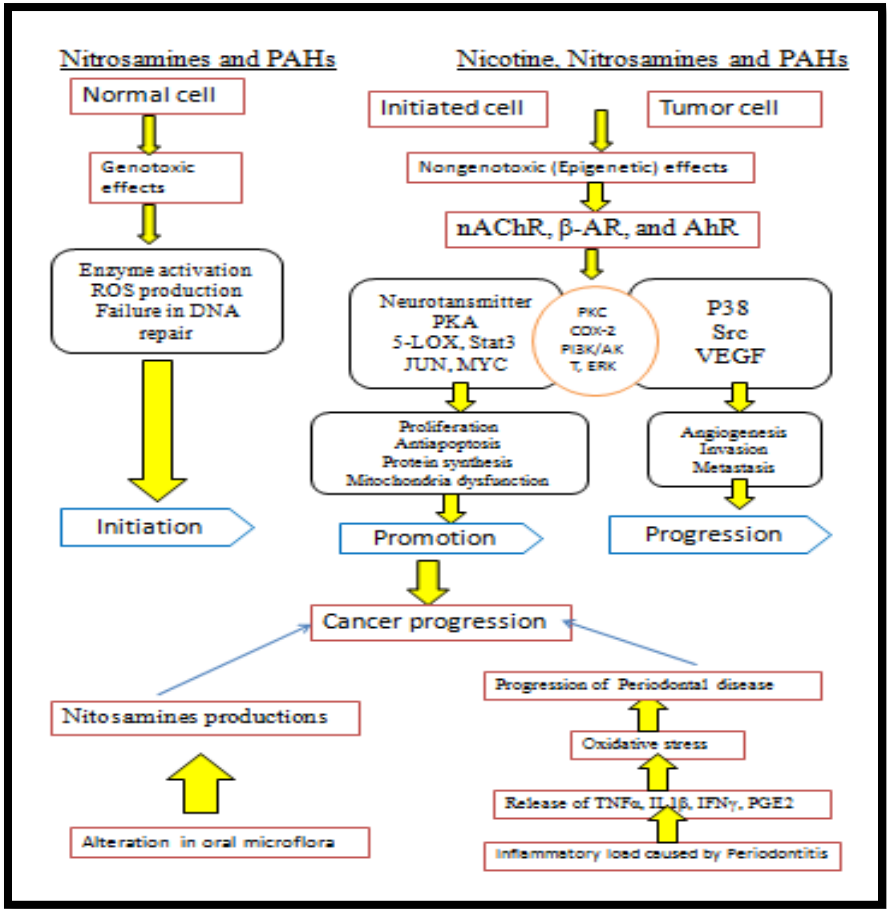 Nitrosamines and PAHs
Nicotine, Nitrosamines and PAHs
Normal cell
Initiated cell
Tumor cell
Genotoxic
effects
Nongenotoxic (Epigenetic) effects
nAChR, β-AR, and AhR
Enzyme activation
ROS production
Failure in DNA
repair
Neurotansmitter
PKA
5-LOX, Stat3
JUN, MYC
PKC
COX-2
PI3K/AK
T, ERK
P38
Src
VEGF
Proliferation
Antiapoptosis
Protein synthesis
Mitochondria dysfunction
Angiogenesis
Invasion
Metastasis
Initiation
Promotion
Progression
Cancer progression
Nitosamines productions
Alteration in oral microflora
Progression of Periodontal disease
Oxidative stress
Release of TNFα, IL-1β, IFNγ, PGE2
Inflammatory load caused by Periodontitis